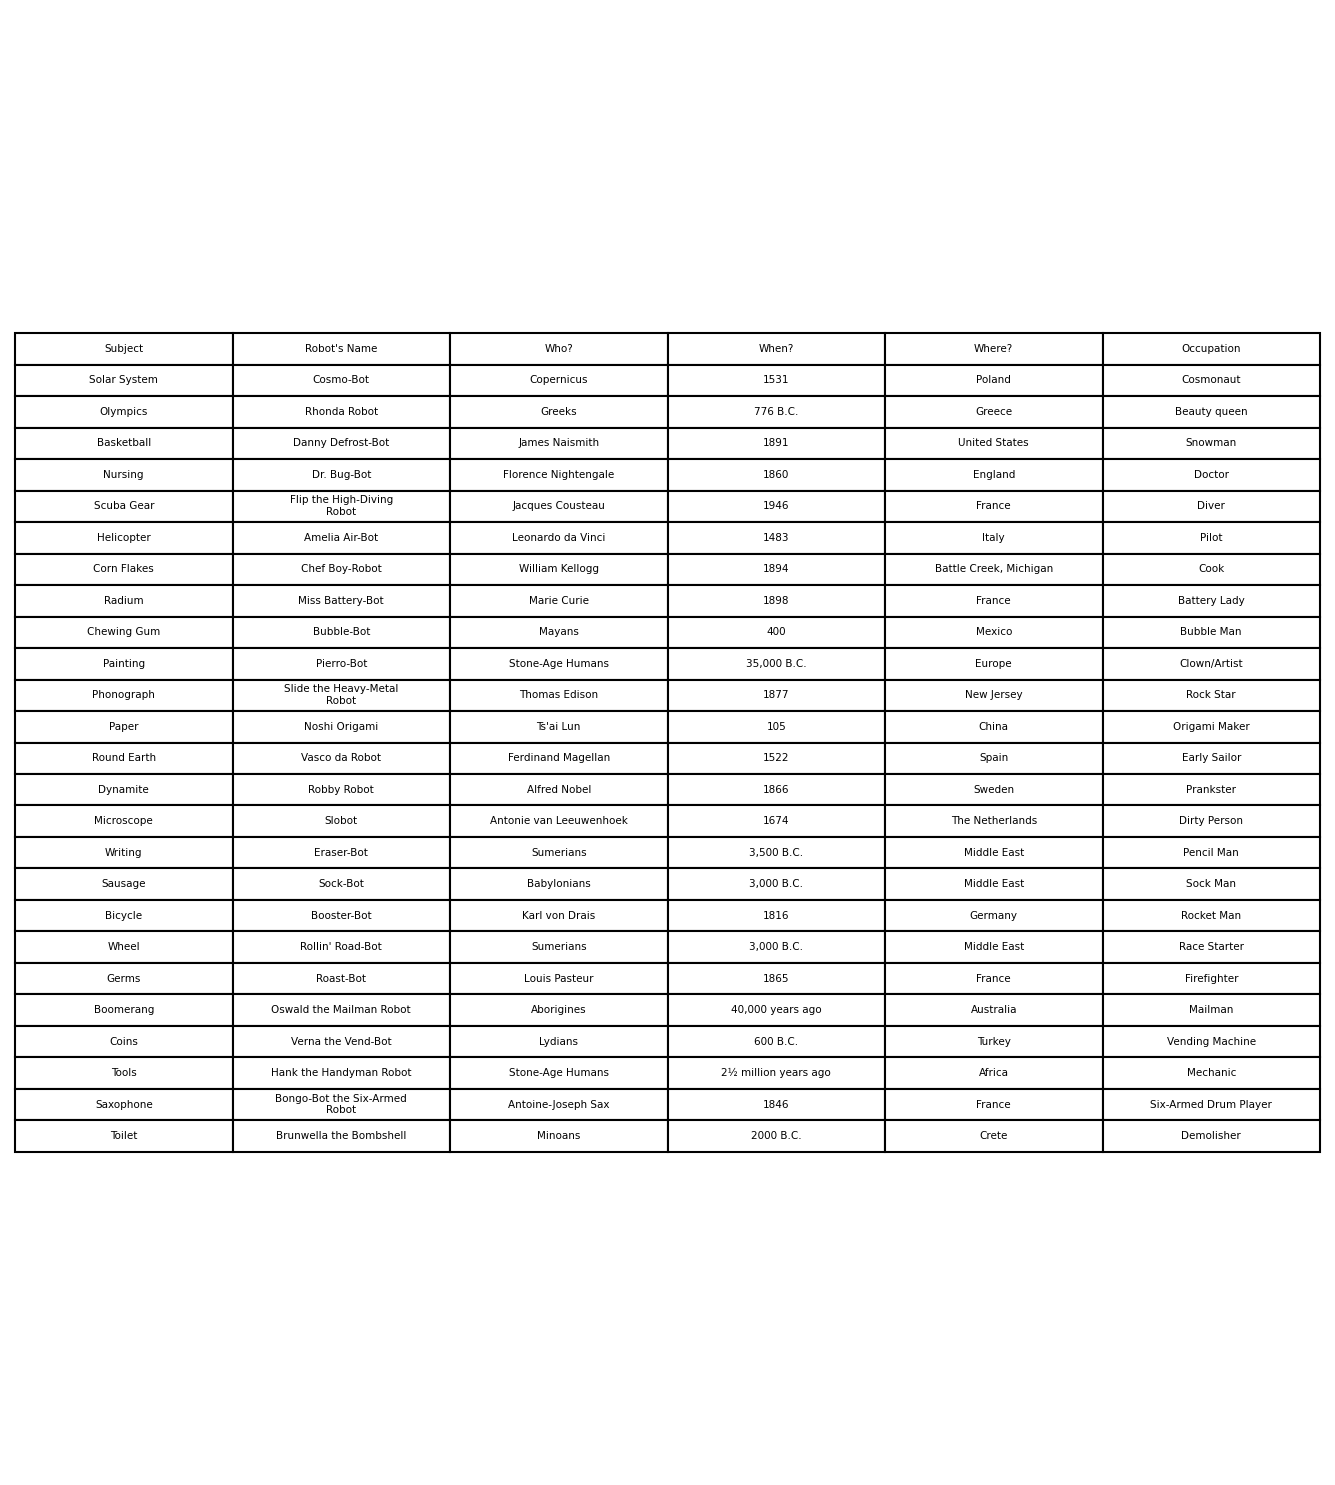 Subject Robot's Name Who? When? Where? Occupation
Solar System Cosmo-Bot Copernicus 1531 Poland Cosmonaut
Olympics Rhonda Robot Greeks 776 B.C. Greece Beauty queen
Basketball Danny Defrost-Bot James Naismith 1891 United States Snowman
Nursing Dr. Bug-Bot Florence Nightengale 1860 England Doctor
Scuba Gear Flip the High-Diving Robot Jacques Cousteau 1946 France Diver
Helicopter Amelia Air-Bot Leonardo da Vinci 1483 Italy Pilot
Corn Flakes Chef Boy-Robot William Kellogg 1894 Battle Creek, Michigan Cook
Radium Miss Battery-Bot Marie Curie 1898 France Battery Lady
Chewing Gum Bubble-Bot Mayans 400 Mexico Bubble Man
Painting Pierro-Bot Stone-Age Humans 35,000 B.C. Europe Clown/Artist
Phonograph Slide the Heavy-Metal Robot Thomas Edison 1877 New Jersey Rock Star
Paper Noshi Origami Ts'ai Lun 105 China Origami Maker
Round Earth Vasco da Robot Ferdinand Magellan 1522 Spain Early Sailor
Dynamite Robby Robot Alfred Nobel 1866 Sweden Prankster
Microscope Slobot Antonie van Leeuwenhoek 1674 The Netherlands Dirty Person
Writing Eraser-Bot Sumerians 3,500 B.C. Middle East Pencil Man
Sausage Sock-Bot Babylonians 3,000 B.C. Middle East Sock Man
Bicycle Booster-Bot Karl von Drais 1816 Germany Rocket Man
Wheel Rollin' Road-Bot Sumerians 3,000 B.C. Middle East Race Starter
Germs Roast-Bot Louis Pasteur 1865 France Firefighter
Boomerang Oswald the Mailman Robot Aborigines 40,000 years ago Australia Mailman
Coins Verna the Vend-Bot Lydians 600 B.C. Turkey Vending Machine
Tools Hank the Handyman Robot Stone-Age Humans 2½ million years ago Africa Mechanic
Saxophone Bongo-Bot the Six-Armed Robot Antoine-Joseph Sax 1846 France Six-Armed Drum Player
Toilet Brunwella the Bombshell Minoans 2000 B.C. Crete Demolisher